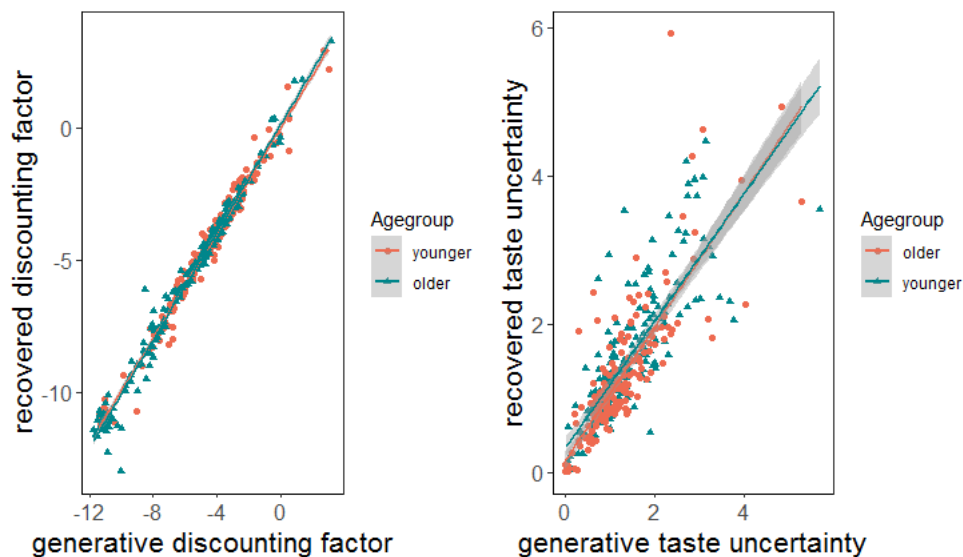 recovered discounting factor
0
-5
-10
-12
-8
-4
0
generative discounting factor
Agegroup
younger
older
recovered taste uncertainty
6
4
2
0
0
2
4
generative taste uncertainty
Agegroup
older
younger